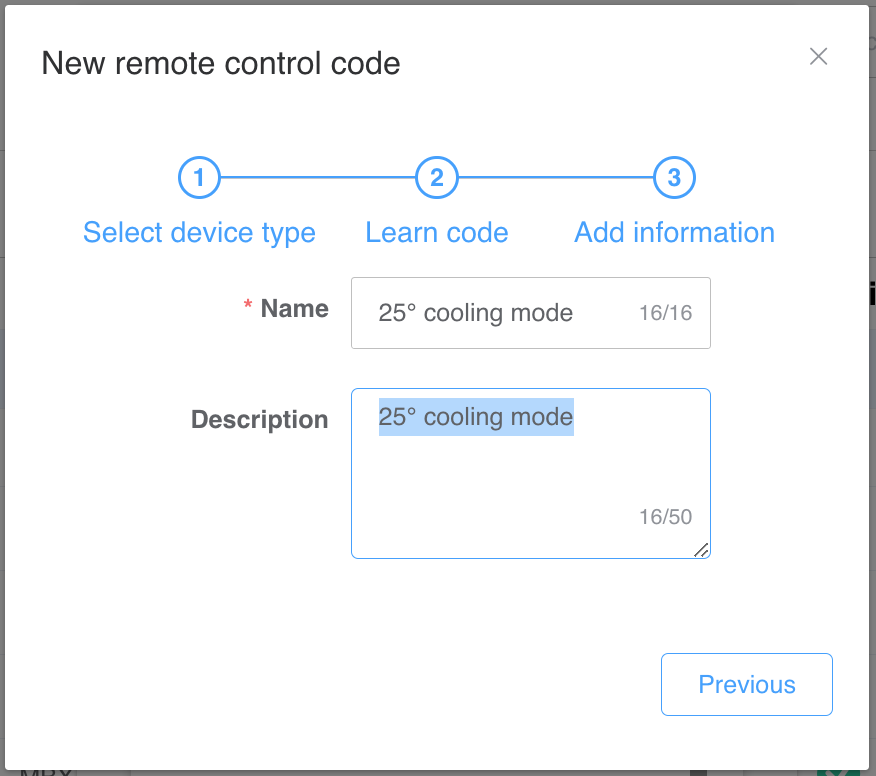 New remote control code
1 2 3
Select device type Learn code Add information
* Name 25° cooling mode 16/16
Description 25° cooling mode
16/50
Previous